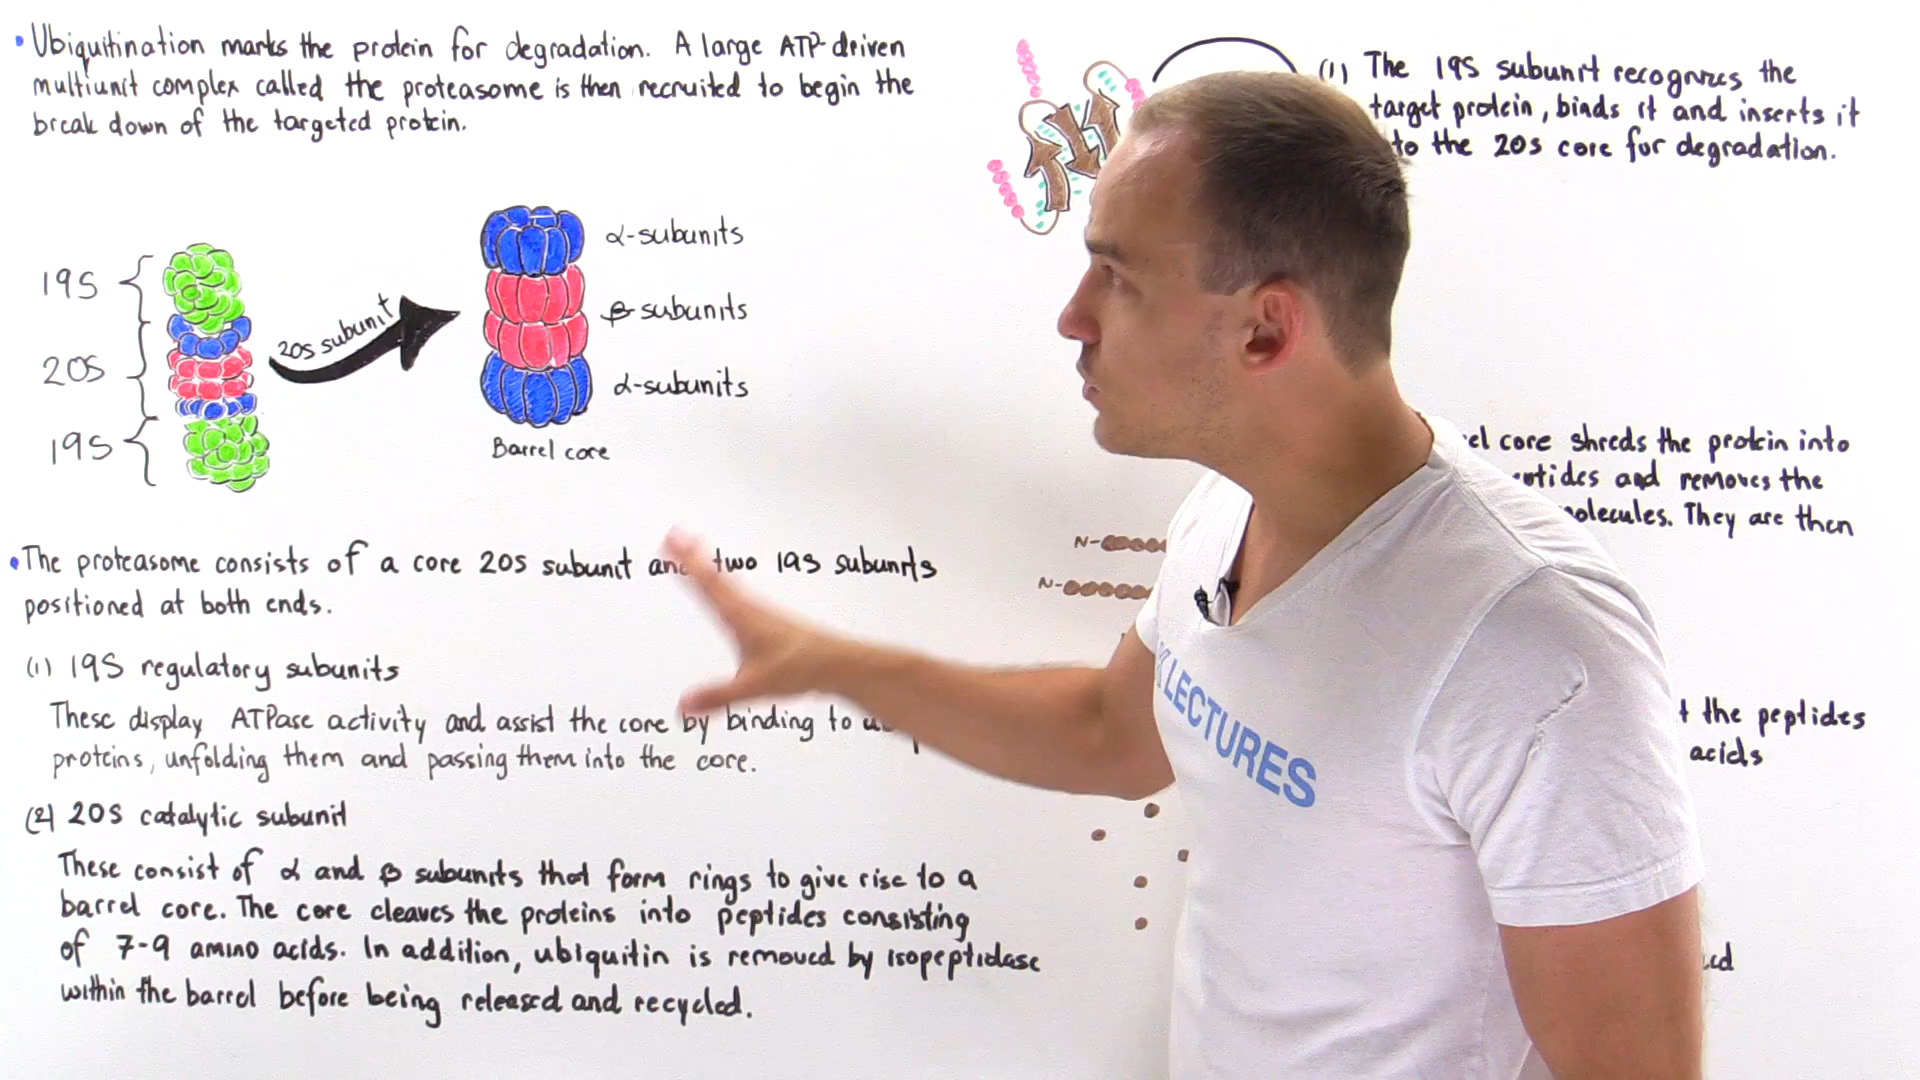 • Ubiquitination marks the protein for degradation. A large ATP-driven
multiunit complex called the proteasome is then recruited to begin the
break down of the targeted protein.
19S
20S
19S
20S subunit
α-subunits
β-subunits
α-subunits
Barrel core
• The proteasome consists of a core 20S subunit and two 19S subunits
positioned at both ends.
(1) 19S regulatory subunits
These display ATPase activity and assist the core by binding to
proteins, unfolding them and passing them into the core.
(2) 20S catalytic subunit
These consist of α and β subunits that form rings to give rise to a
barrel core. The core cleaves the proteins into peptides consisting
of 7-9 amino acids. In addition, ubiquitin is removed by isopeptidase
within the barrel before being released and recycled.
(1) The 19S subunit recognizes the
target protein, binds it and inserts it
to the 20S core for degradation.
core shreds the protein into
and removes the
They are then
N-
N-
the peptides
acids
LECTURES